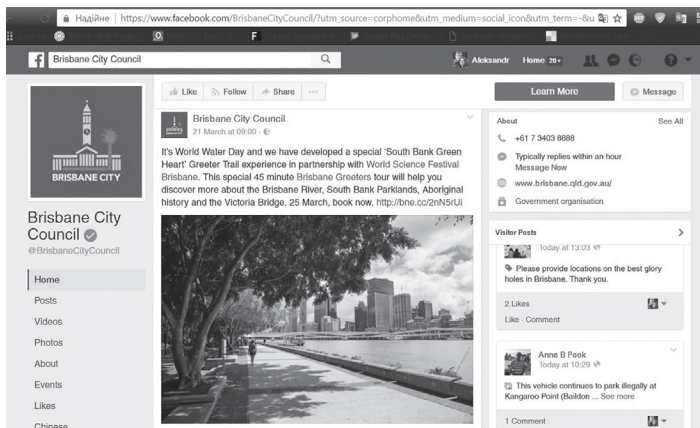 Надійне | https://www.facebook.com/BrisbaneCityCouncil/?utm_source=corphome&utm_medium=social_icon&utm_term=-&u
Brisbane City Council
Aleksandr Home 20+
BRISBANE CITY
Brisbane City
Council
@BrisbaneCityCouncil
Home
Posts
Videos
Photos
About
Events
Likes
Chinese
Like Follow Share ...
Brisbane City Council
21 March at 09:00
It's World Water Day and we have developed a special 'South Bank Green
Heart' Greeter Trail experience in partnership with World Science Festival
Brisbane. This special 45 minute Brisbane Greeters tour will help you
discover more about the Brisbane River, South Bank Parklands, Aboriginal
history and the Victoria Bridge. 25 March, book now. http://bne.cc/2nN5rUi
Learn More Message
About See All
+61 7 3403 8888
Typically replies within an hour
Message Now
www.brisbane.qld.gov.au/
Government organisation
Visitor Posts
Today at 13:03
Please provide locations on the best glory
holes in Brisbane. Thank you.
2 Likes
Like · Comment
Anne B Pook
Today at 10:29
This vehicle continues to park illegally at
Kangaroo Point (Baildon ... See more
1 Comment